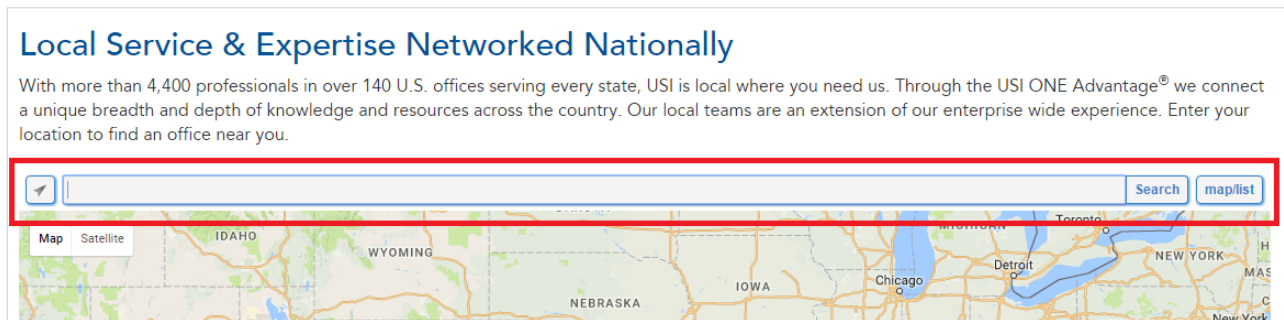 Local Service & Expertise Networked Nationally
With more than 4,400 professionals in over 140 U.S. offices serving every state, USI is local where you need us. Through the USI ONE Advantage® we connect
a unique breadth and depth of knowledge and resources across the country. Our local teams are an extension of our enterprise wide experience. Enter your
location to find an office near you.
Search map/list
Toronto
MICHIGAN
Map Satellite IDAHO
WYOMING
Detroit
NEW YORK
Chicago
IOWA
NEBRASKA
New York